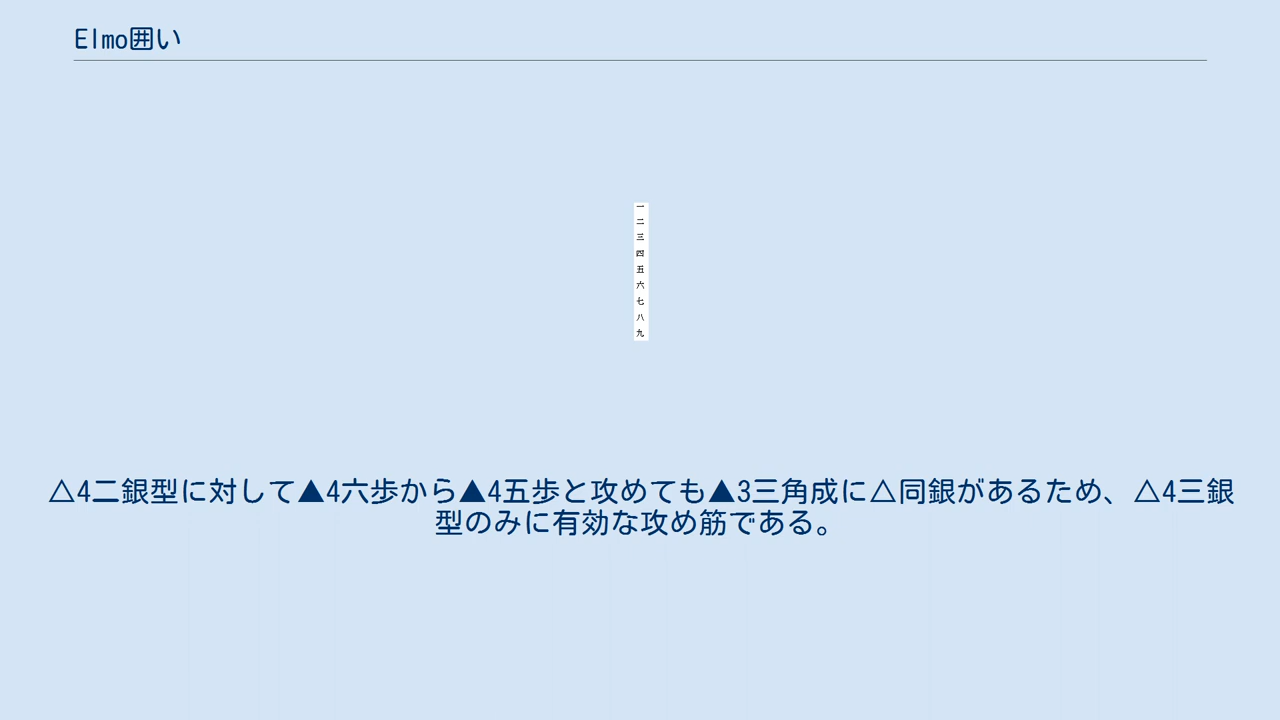 Elmo囲い
一
二
三
四
五
六
七
八
九
△4二銀型に対して▲4六歩から▲4五歩と攻めても▲3三角成に△同銀があるため、△4三銀
型のみに有効な攻め筋である。